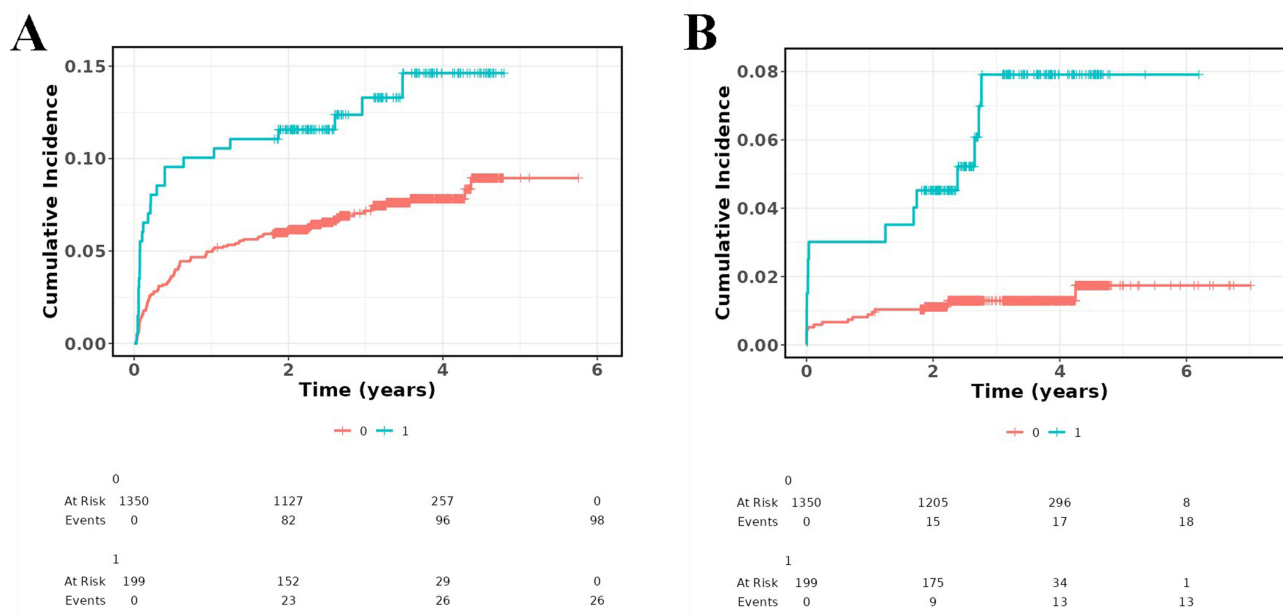 A
Cumulative Incidence
0.15
0.10
0.05
0.00
0 2 4 6
Time (years)
0 1
0
At Risk 1350 1127 257 0
Events 0 82 96 98
1
At Risk 199 152 29 0
Events 0 23 26 26
B
Cumulative Incidence
0.08
0.06
0.04
0.02
0.00
0 2 4 6
Time (years)
0 1
0
At Risk 1350 1205 296 8
Events 0 15 17 18
1
At Risk 199 175 34 1
Events 0 9 13 13